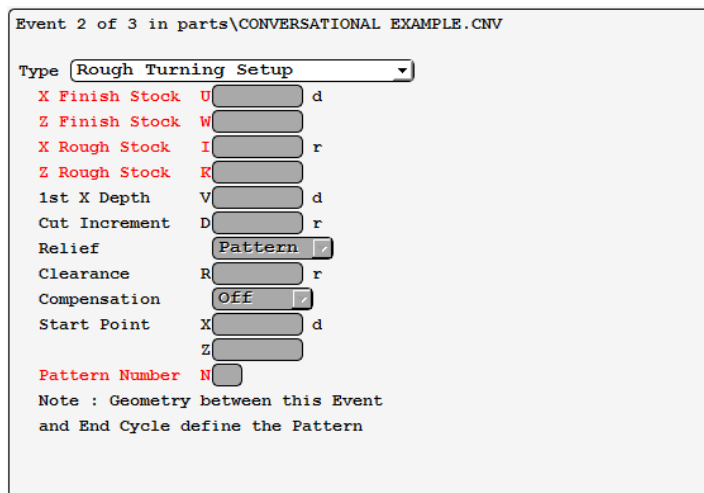 Event 2 of 3 in parts\CONVERSATIONAL EXAMPLE.CNV
Type Rough Turning Setup
X Finish Stock U d
Z Finish Stock W
X Rough Stock I r
Z Rough Stock K
1st X Depth V d
Cut Increment D r
Relief Pattern
Clearance R r
Compensation Off
Start Point X d
Z
Pattern Number N
Note : Geometry between this Event
and End Cycle define the Pattern